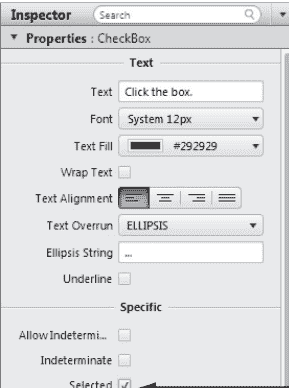 Inspector Search
Properties : CheckBox
Text
Text Click the box.
Font System 12px
Text Fill #292929
Wrap Text
Text Alignment
Text Overrun ELLIPSIS
Ellipsis String ...
Underline
Specific
Allow Indetermi...
Indeterminate
Selected